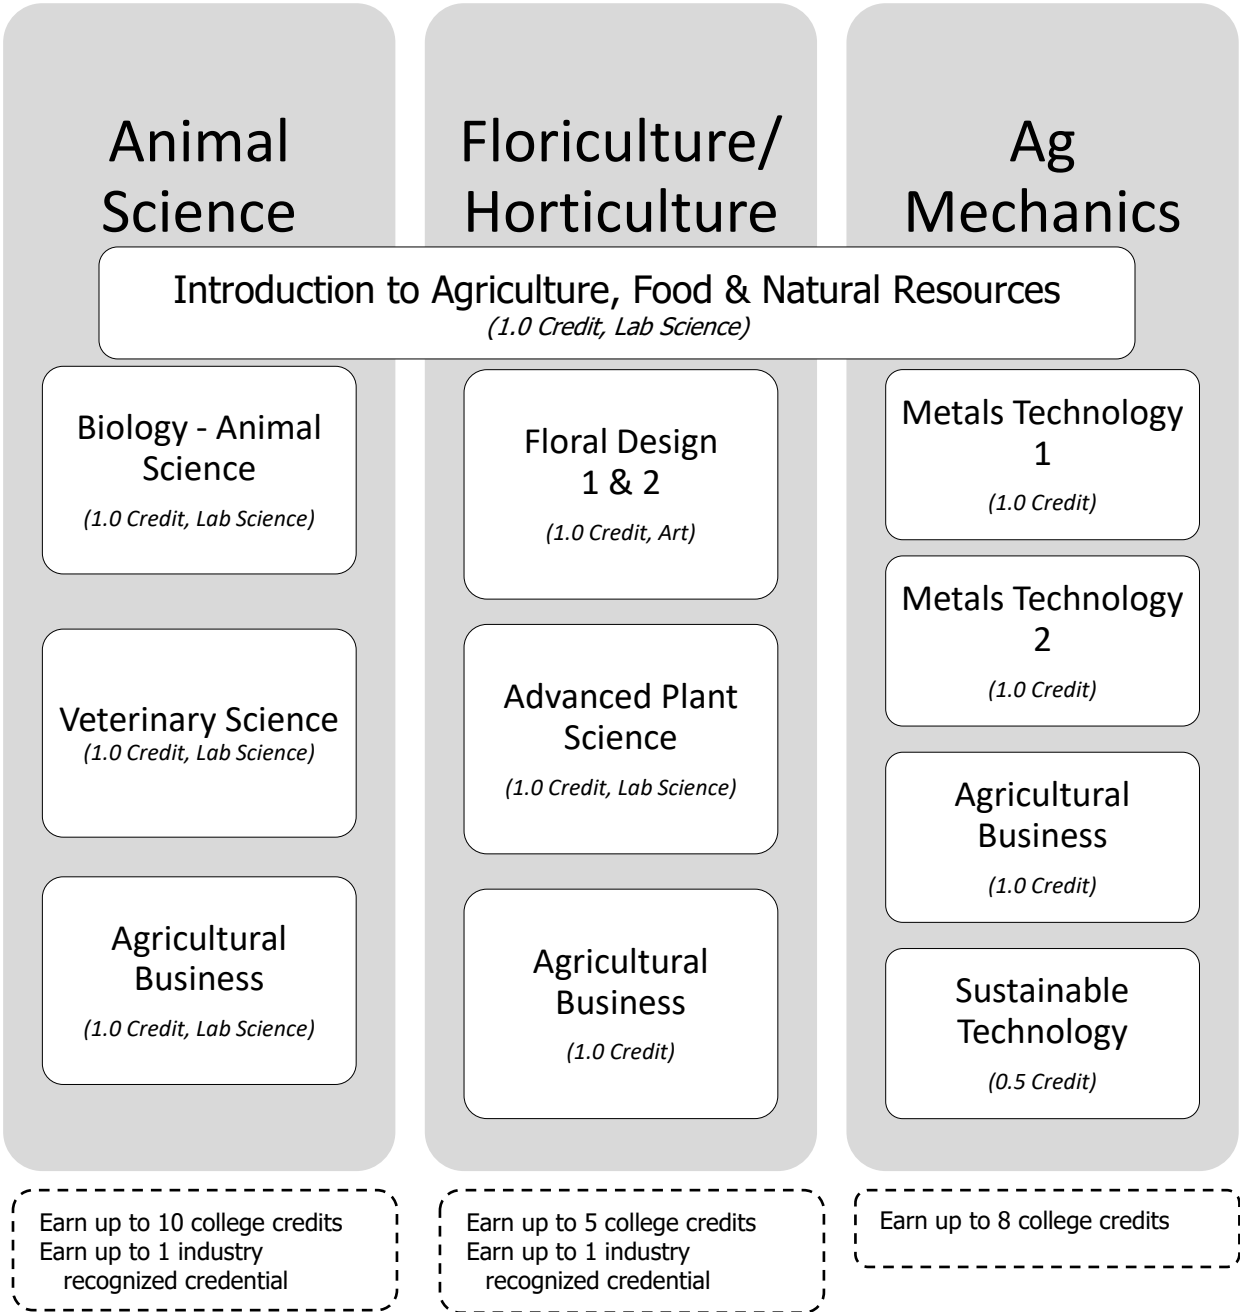 Animal
Science
Floriculture/
Horticulture
Ag
Mechanics
Introduction to Agriculture, Food & Natural Resources
(1.0 Credit, Lab Science)
Biology - Animal
Science
(1.0 Credit, Lab Science)
Veterinary Science
(1.0 Credit, Lab Science)
Agricultural
Business
(1.0 Credit, Lab Science)
Floral Design
1 & 2
(1.0 Credit, Art)
Advanced Plant
Science
(1.0 Credit, Lab Science)
Agricultural
Business
(1.0 Credit)
Metals Technology
1
(1.0 Credit)
Metals Technology
2
(1.0 Credit)
Agricultural
Business
(1.0 Credit)
Sustainable
Technology
(0.5 Credit)
Earn up to 10 college credits
Earn up to 1 industry
recognized credential
Earn up to 5 college credits
Earn up to 1 industry
recognized credential
Earn up to 8 college credits